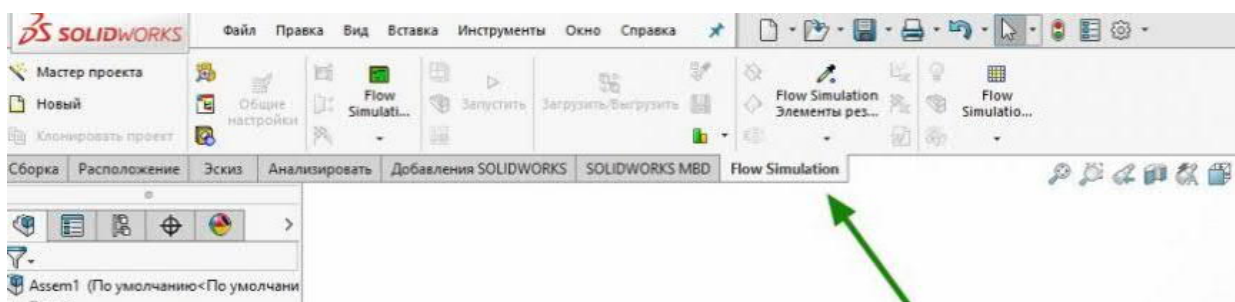 SOLIDWORKS Файл Правка Вид Вставка Инструменты Окно Справка
Мастер проекта
Новый
Клонировать проект
Общие
настройки
Flow
Simulati...
Запустить
Загрузить/Выгрузить
Flow Simulation
Элементы рез...
Flow
Simulatio...
Сборка Расположение Эскиз Анализировать Добавления SOLIDWORKS SOLIDWORKS MBD Flow Simulation
Assem1 (По умолчанию<По умолчани